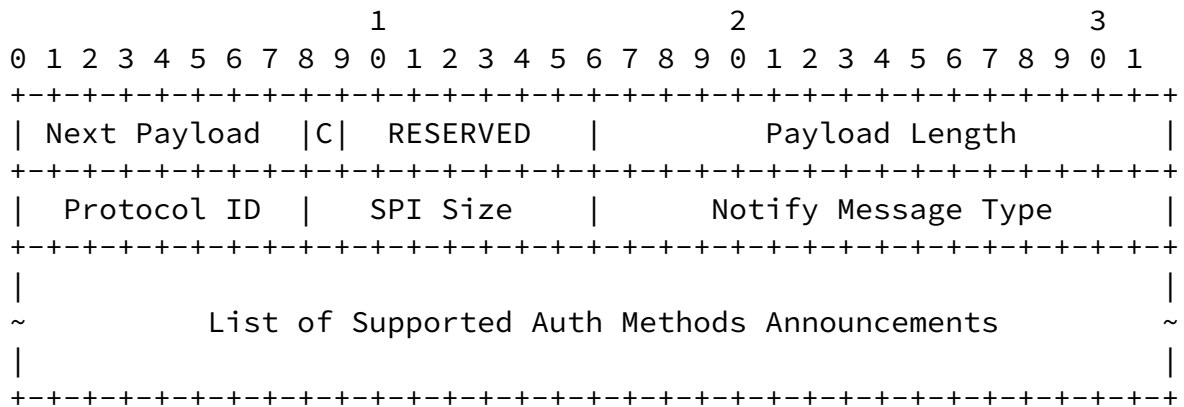 1                   2                   3
 0 1 2 3 4 5 6 7 8 9 0 1 2 3 4 5 6 7 8 9 0 1 2 3 4 5 6 7 8 9 0 1
+-+-+-+-+-+-+-+-+-+-+-+-+-+-+-+-+-+-+-+-+-+-+-+-+-+-+-+-+-+-+-+-+
| Next Payload  |C|  RESERVED   |         Payload Length        |
+-+-+-+-+-+-+-+-+-+-+-+-+-+-+-+-+-+-+-+-+-+-+-+-+-+-+-+-+-+-+-+-+
|  Protocol ID  |   SPI Size    |      Notify Message Type      |
+-+-+-+-+-+-+-+-+-+-+-+-+-+-+-+-+-+-+-+-+-+-+-+-+-+-+-+-+-+-+-+-+
|                                                               |
~          List of Supported Auth Methods Announcements         ~
|                                                               |
+-+-+-+-+-+-+-+-+-+-+-+-+-+-+-+-+-+-+-+-+-+-+-+-+-+-+-+-+-+-+-+-+